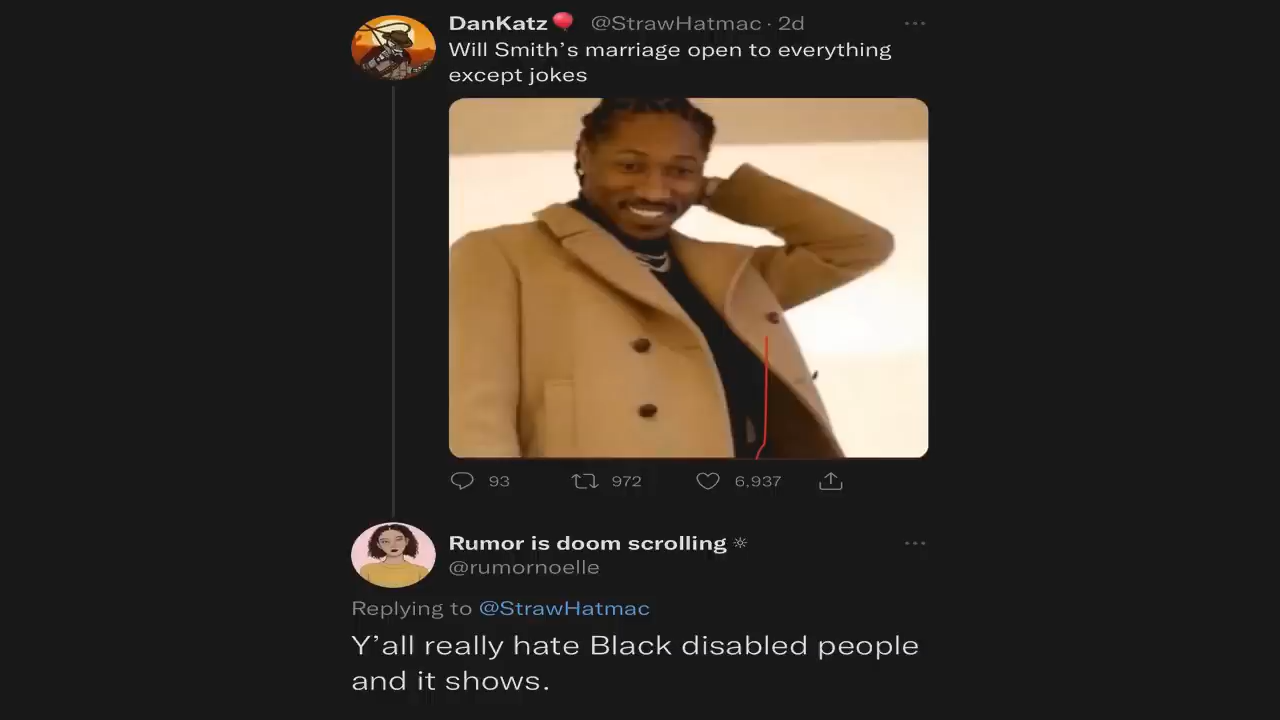 DanKatz🎈 @StrawHatmac · 2d
Will Smith's marriage open to everything
except jokes
93 972 6,937
Rumor is doom scrolling ☼
@rumornoelle
Replying to @StrawHatmac
Y'all really hate Black disabled people
and it shows.